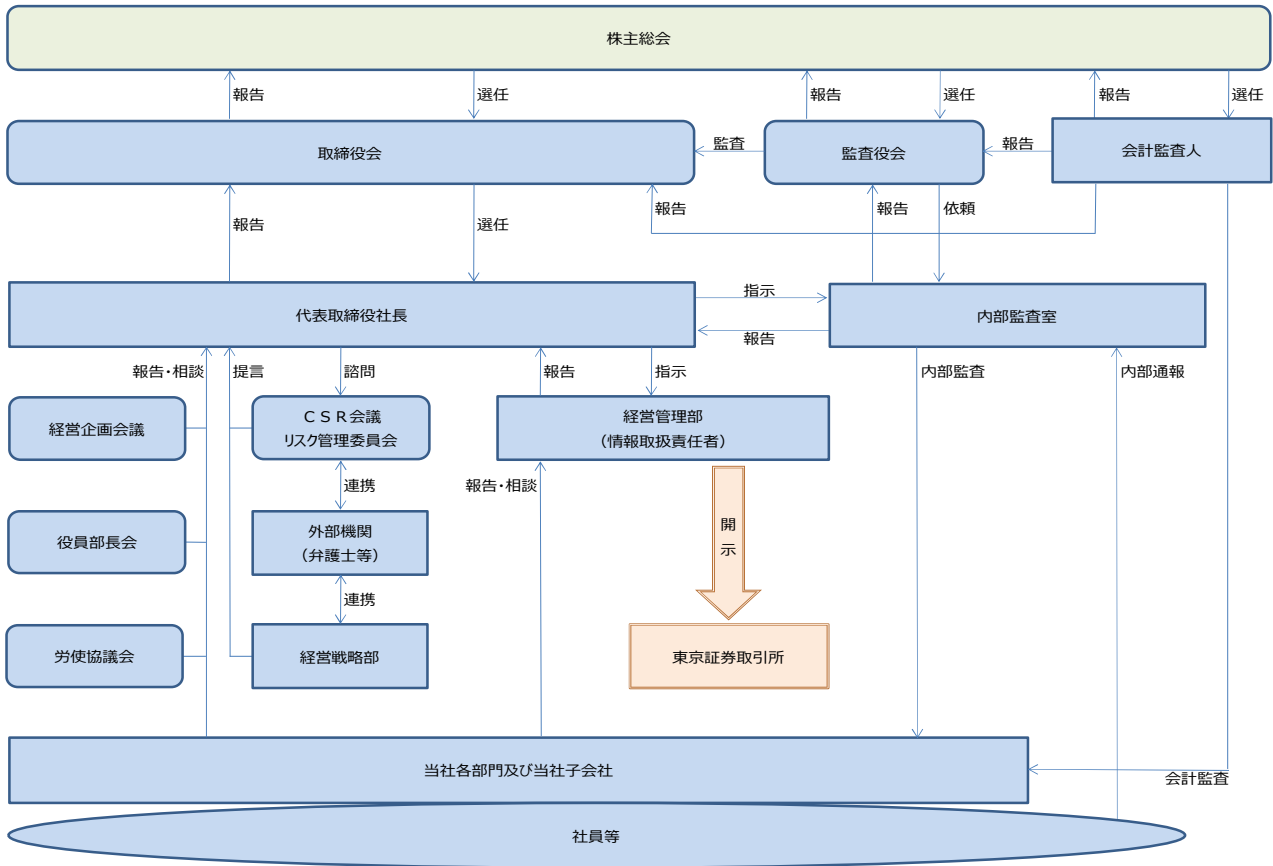 株主総会
報告
選任
報告
選任
報告
選任
取締役会
監査
監査役会
報告
会計監査人
報告
選任
報告
報告
依頼
代表取締役社長
指示
報告
内部監査室
報告・相談
提言
諮問
報告
指示
内部監査
内部通報
経営企画会議
ＣＳＲ会議
リスク管理委員会
経営管理部
（情報取扱責任者）
連携
報告・相談
役員部長会
外部機関
（弁護士等）
開
示
連携
労使協議会
経営戦略部
東京証券取引所
当社各部門及び当社子会社
会計監査
社員等